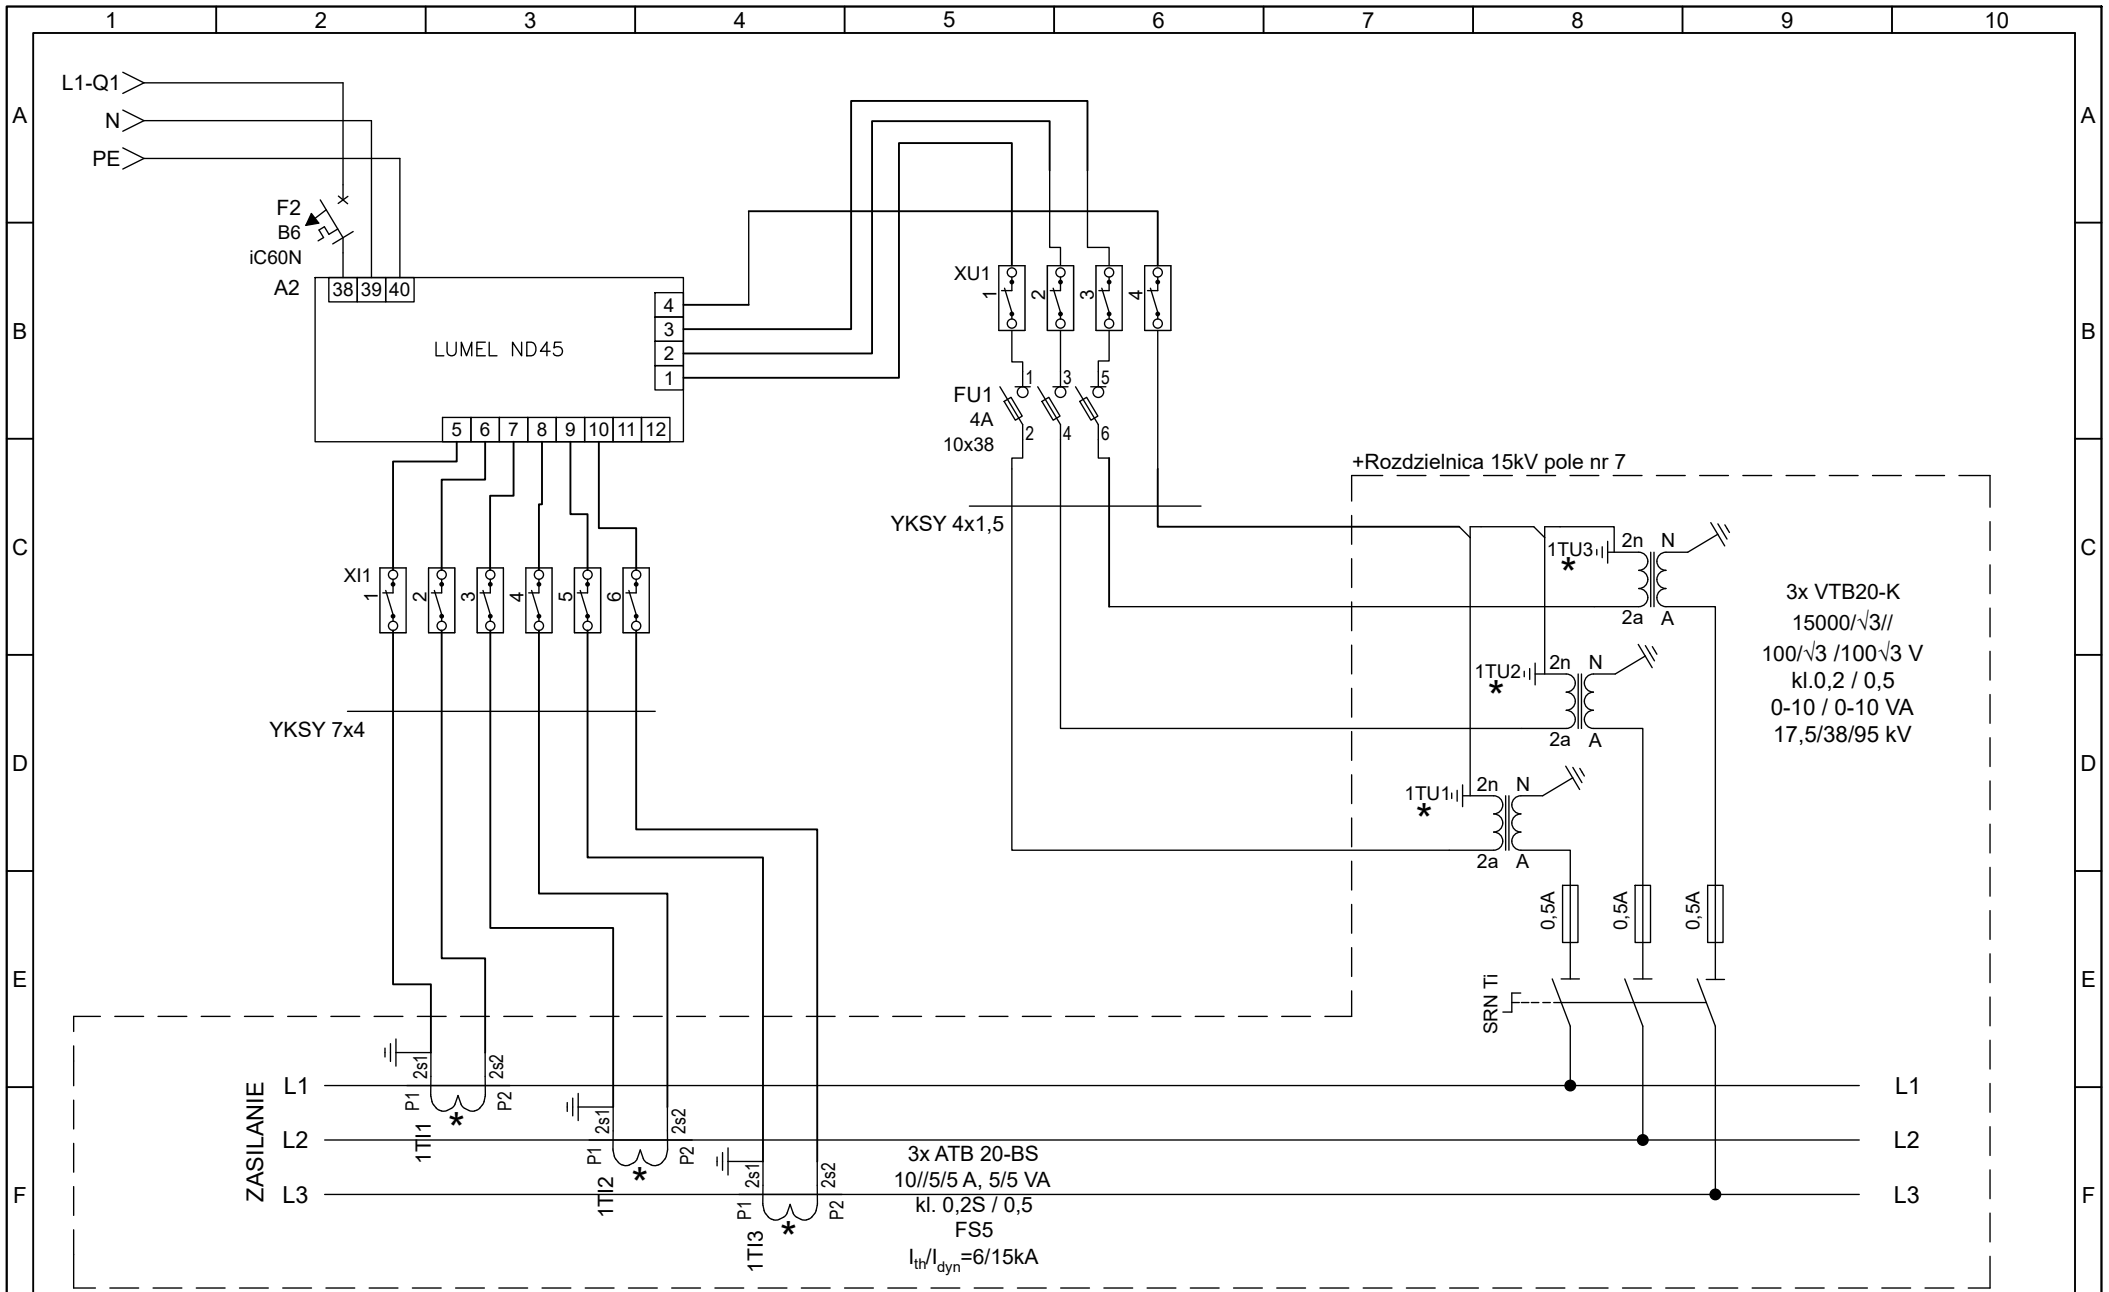 1 2 3 4 5 6 7 8 9 10
A A
B B
C C
D D
E E
F F
L1-Q1
N
PE
F2
B6
iC60N
A2
38 39 40
LUMEL ND45
4
3
2
1
5 6 7 8 9 10 11 12
XU1
1 2 3 4
FU1
4A
10x38
1 3 5
2 4 6
+Rozdzielnica 15kV pole nr 7
YKSY 4x1,5
XI1
1 2 3 4 5 6
YKSY 7x4
1TU3
*
2n N
2a A
1TU2
*
2n N
2a A
1TU1
*
2n N
2a A
3x VTB20-K
15000/√3//
100/√3 /100√3 V
kl.0,2 / 0,5
0-10 / 0-10 VA
17,5/38/95 kV
0,5A 0,5A 0,5A
SRN Ti
ZASILANIE
L1 L1
L2 L2
L3 L3
2s1 2s2
P1 P2
1TI1
*
2s1 2s2
P1 P2
1TI2
*
2s1 2s2
P1 P2
1TI3
*
3x ATB 20-BS
10//5/5 A, 5/5 VA
kl. 0,2S / 0,5
FS5
Ith/Idyn=6/15kA